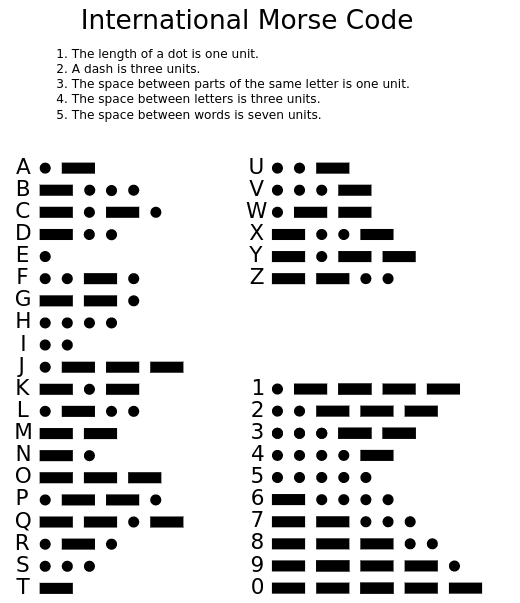 International Morse Code
1. The length of a dot is one unit.
2. A dash is three units.
3. The space between parts of the same letter is one unit.
4. The space between letters is three units.
5. The space between words is seven units.
A
B
C
D
E
F
G
H
I
J
K
L
M
N
O
P
Q
R
S
T
U
V
W
X
Y
Z
1
2
3
4
5
6
7
8
9
0